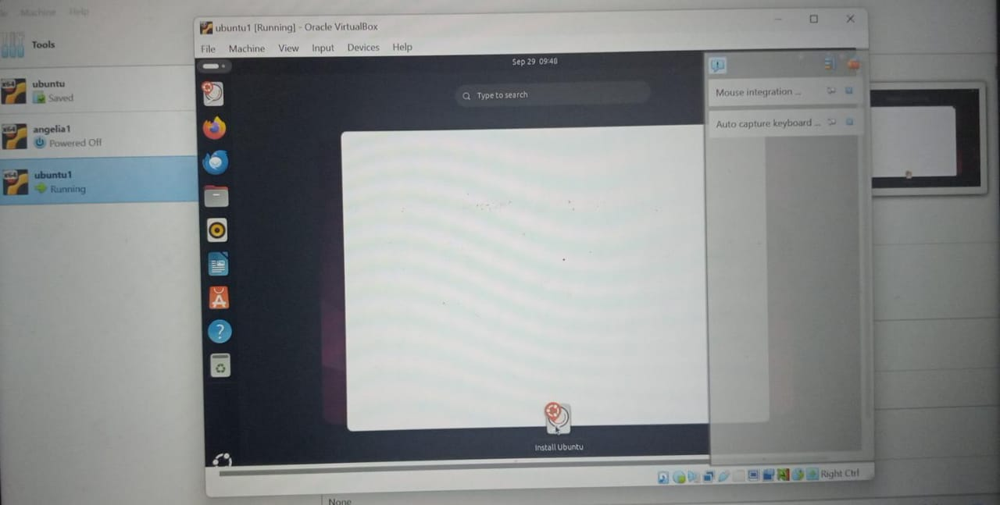 Machine Help
Tools
ubuntu
Saved
angelia1
Powered Off
ubuntu1
Running
ubuntu1 [Running] - Oracle VirtualBox
File Machine View Input Devices Help
Sep 29 09:48
Type to search
Mouse integration ...
Auto capture keyboard ...
Install Ubuntu
Right Ctrl
None